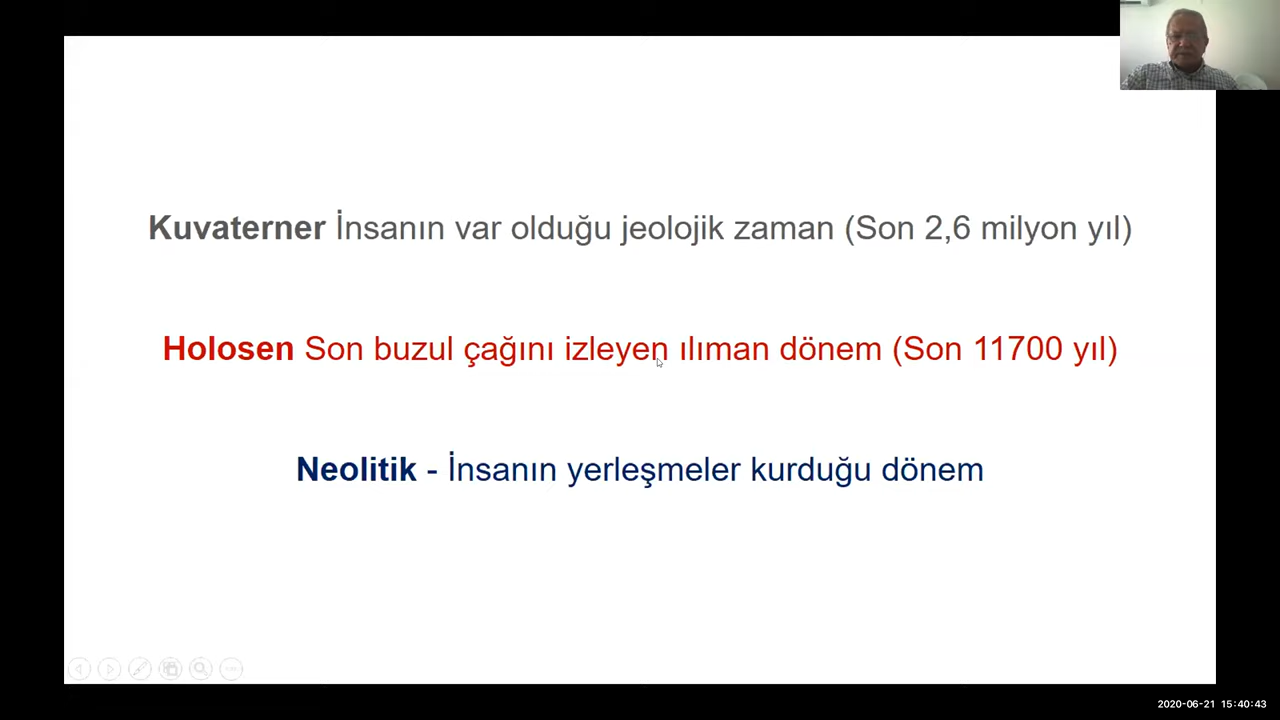 Kuvaterner İnsanın var olduğu jeolojik zaman (Son 2,6 milyon yıl)
Holosen Son buzul çağını izleyen ılıman dönem (Son 11700 yıl)
Neolitik - İnsanın yerleşmeler kurduğu dönem
2020-06-21 15:40:43